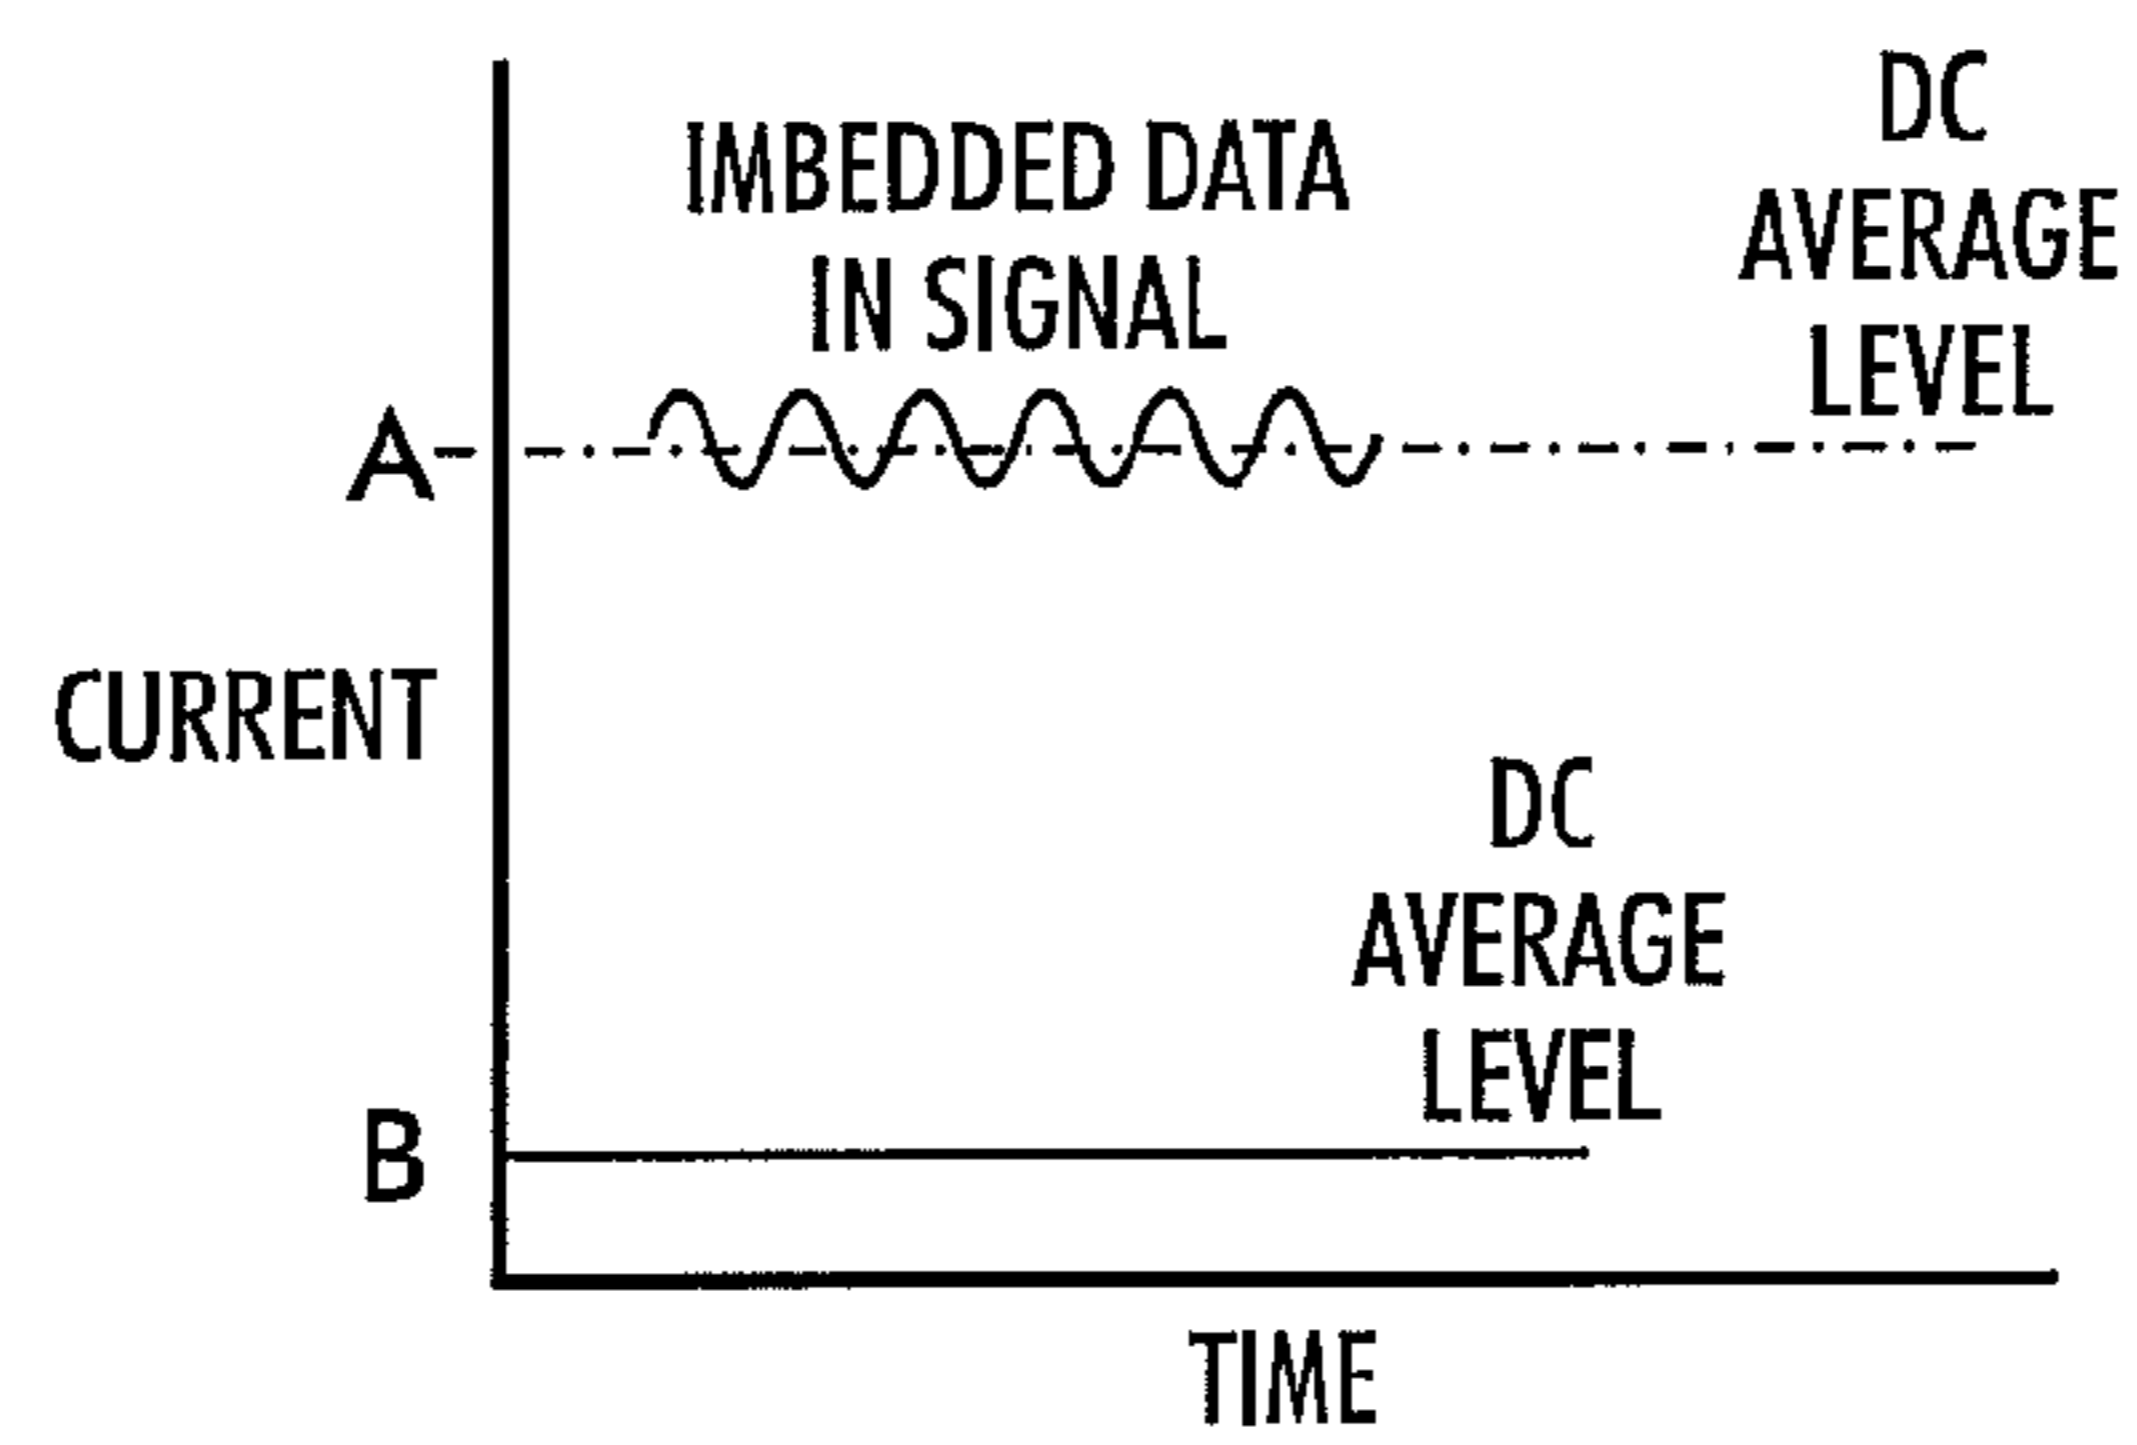 IMBEDDED DATA
IN SIGNAL
DC
AVERAGE
LEVEL
A
CURRENT
DC
AVERAGE
LEVEL
B
TIME